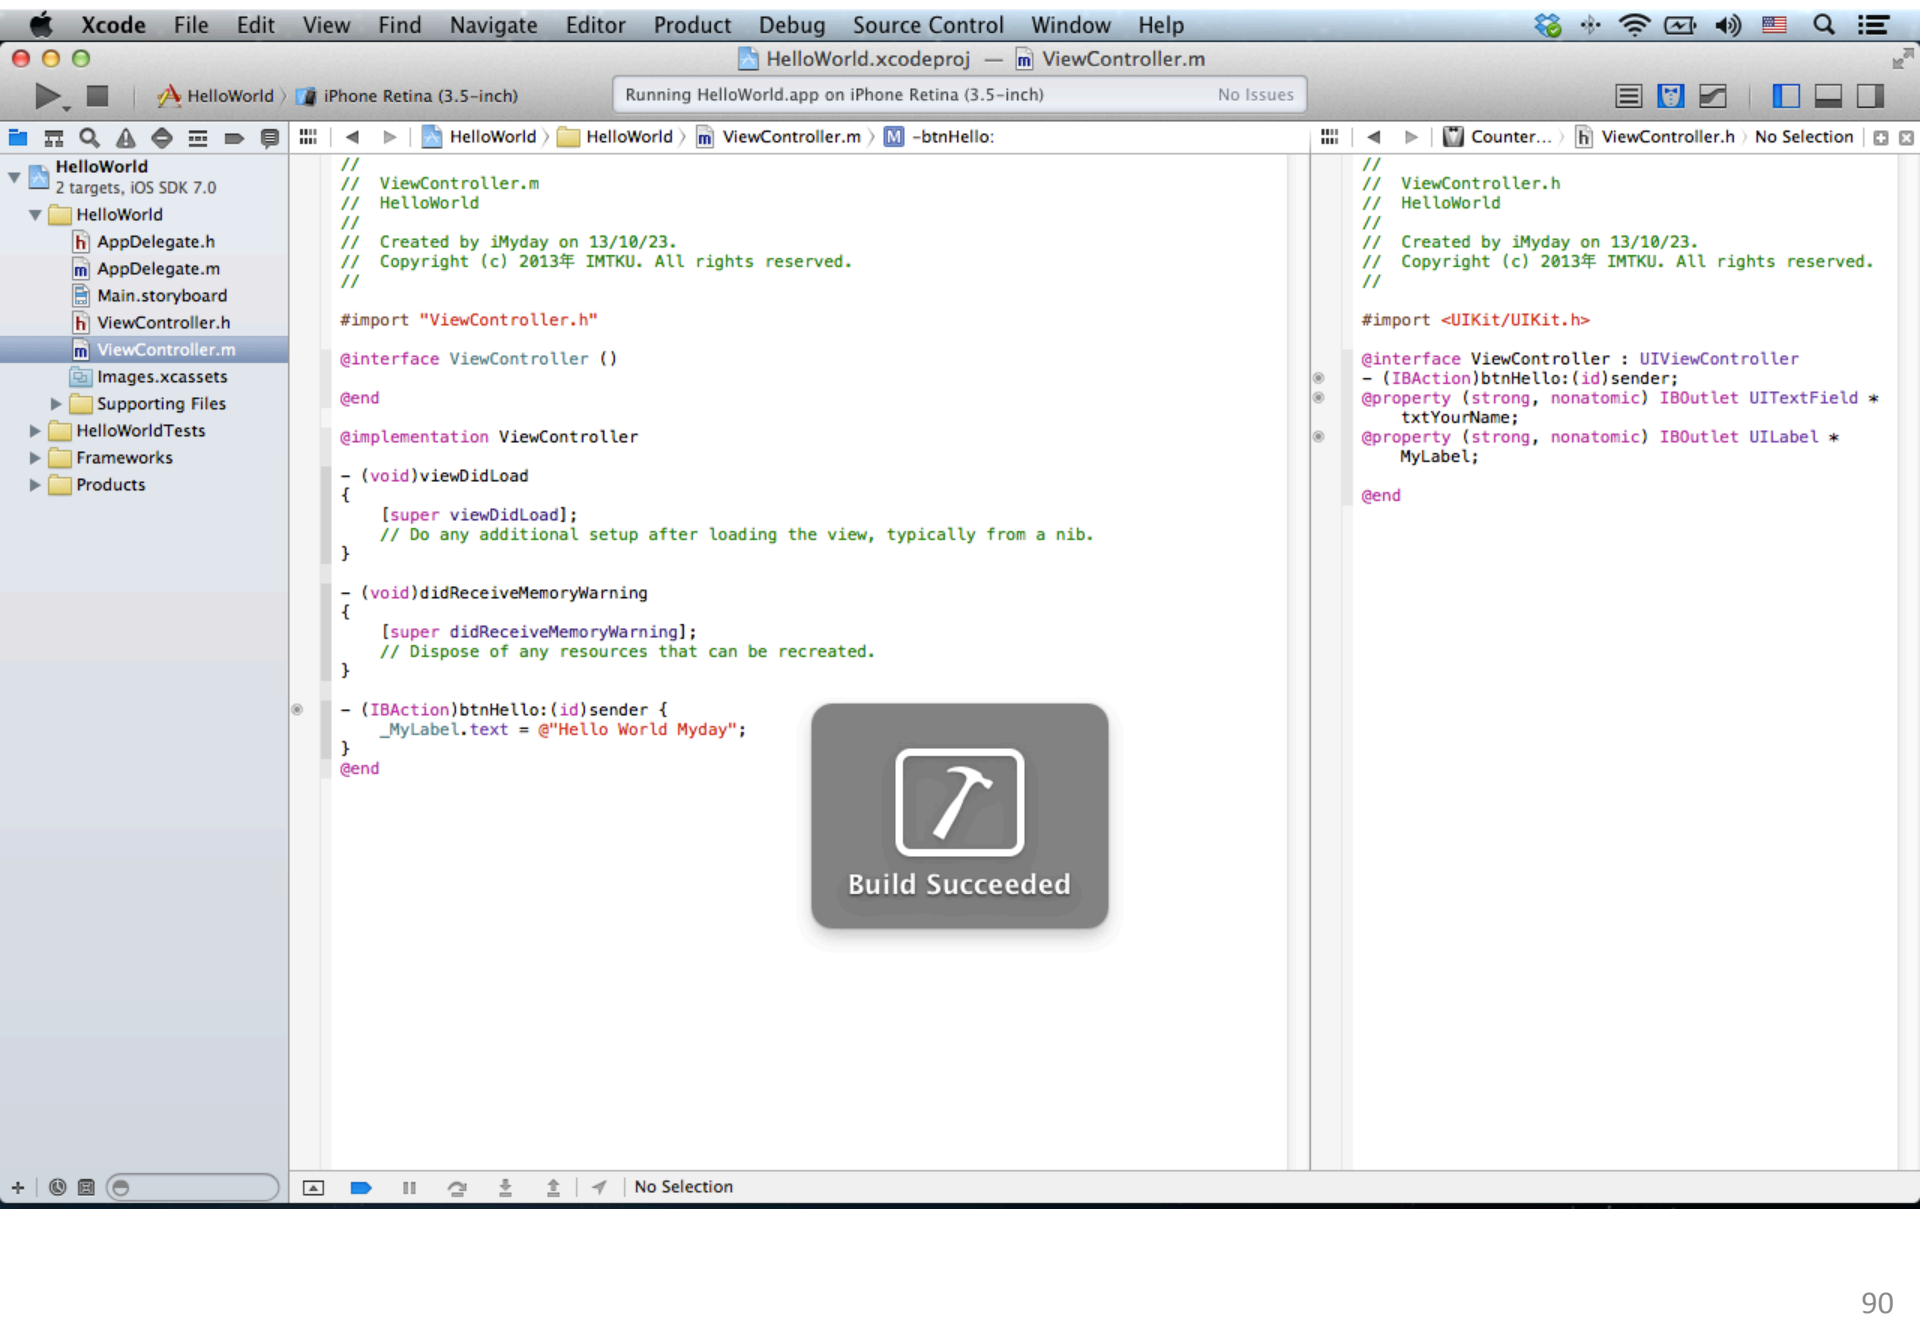 Xcode File Edit View Find Navigate Editor Product Debug Source Control Window Help
HelloWorld.xcodeproj — ViewController.m
HelloWorld iPhone Retina (3.5-inch) Running HelloWorld.app on iPhone Retina (3.5-inch) No Issues
HelloWorld HelloWorld ViewController.m -btnHello:
Counter... ViewController.h No Selection
HelloWorld
2 targets, iOS SDK 7.0
HelloWorld
AppDelegate.h
AppDelegate.m
Main.storyboard
ViewController.h
ViewController.m
Images.xcassets
Supporting Files
HelloWorldTests
Frameworks
Products
//
// ViewController.m
// HelloWorld
//
// Created by iMyday on 13/10/23.
// Copyright (c) 2013年 IMTKU. All rights reserved.
//
#import "ViewController.h"
@interface ViewController ()
@end
@implementation ViewController
- (void)viewDidLoad
{
[super viewDidLoad];
// Do any additional setup after loading the view, typically from a nib.
}
- (void)didReceiveMemoryWarning
{
[super didReceiveMemoryWarning];
// Dispose of any resources that can be recreated.
}
- (IBAction)btnHello:(id)sender {
_MyLabel.text = @"Hello World Myday";
}
@end
//
// ViewController.h
// HelloWorld
//
// Created by iMyday on 13/10/23.
// Copyright (c) 2013年 IMTKU. All rights reserved.
//
#import <UIKit/UIKit.h>
@interface ViewController : UIViewController
- (IBAction)btnHello:(id)sender;
@property (strong, nonatomic) IBOutlet UITextField *
txtYourName;
@property (strong, nonatomic) IBOutlet UILabel *
MyLabel;
@end
Build Succeeded
No Selection
90